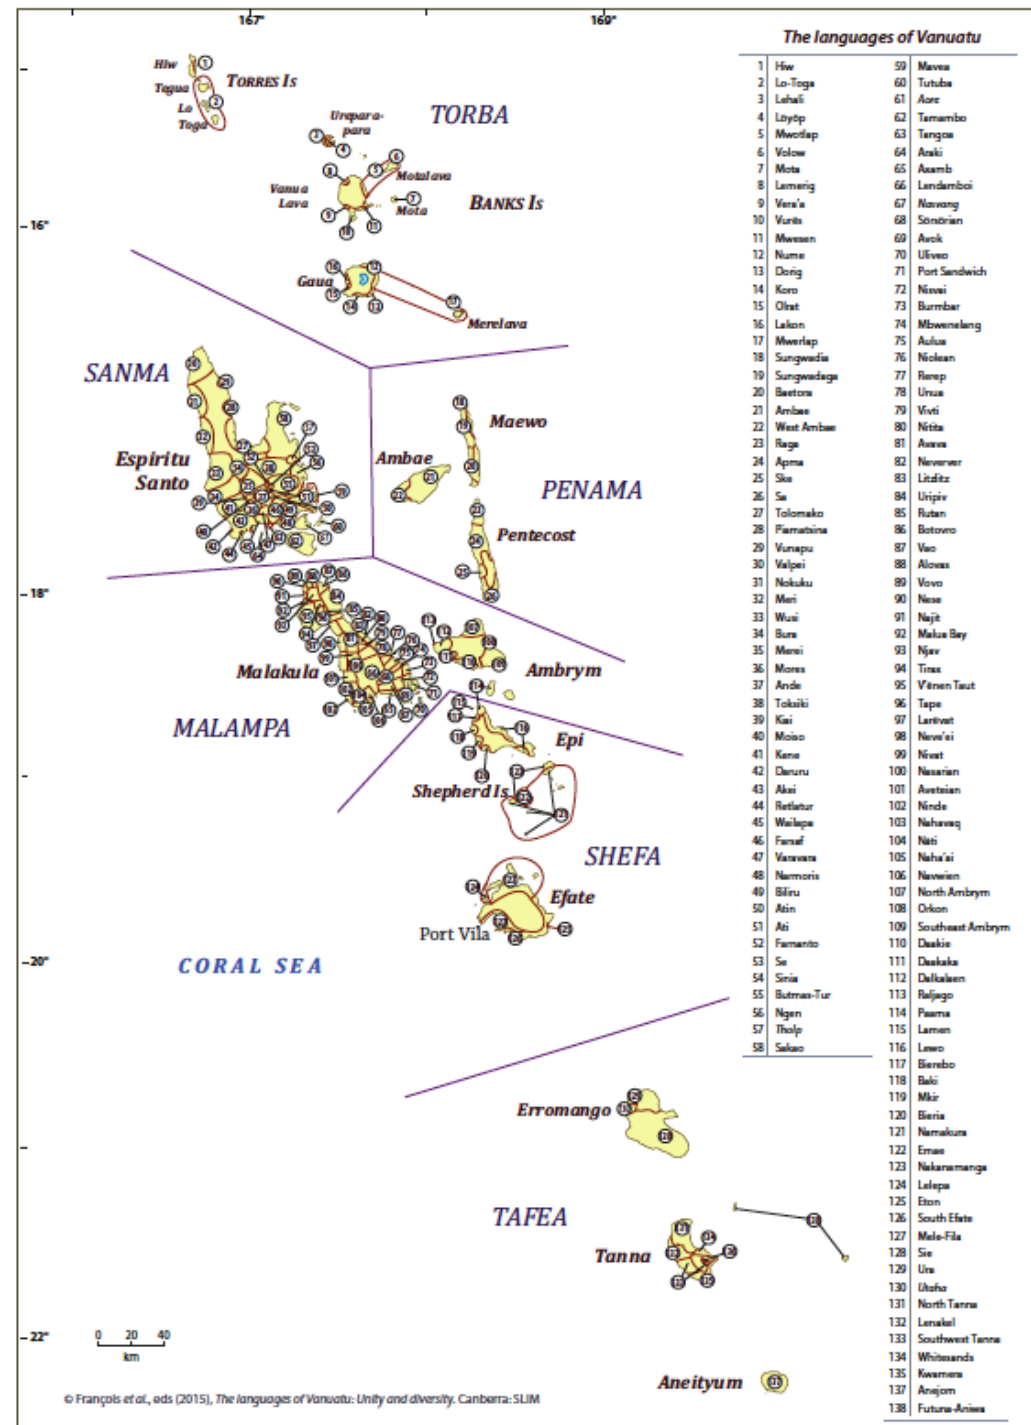 167°
169°
The languages of Vanuatu
1 Hiw
2 Lo-Toga
3 Lehali
4 Löyöp
5 Mwotlap
6 Volow
7 Mota
8 Lemerig
9 Vera'a
10 Vurës
11 Mwesen
12 Nume
13 Dorig
14 Koro
15 Olrat
16 Lakon
17 Mwerlap
18 Sungwadia
19 Sungwadaga
20 Baetora
21 Ambae
22 West Ambae
23 Raga
24 Apma
25 Ske
26 Sa
27 Tolomako
28 Piamatsina
29 Vunapu
30 Valpei
31 Nokuku
32 Meri
33 Wusi
34 Bura
35 Merei
36 Mores
37 Ande
38 Toksiki
39 Kiai
40 Moiso
41 Kene
42 Daruru
43 Akei
44 Retlatur
45 Wailapa
46 Farsaf
47 Varavara
48 Narmoris
49 Biliru
50 Atin
51 Ati
52 Farnanto
53 Se
54 Sinia
55 Butmas-Tur
56 Ngen
57 Tholp
58 Sakao
59 Mavea
60 Tutuba
61 Aore
62 Tamambo
63 Tangoa
64 Araki
65 Axamb
66 Lendamboi
67 Nasvang
68 Sörsörian
69 Avok
70 Uliveo
71 Port Sandwich
72 Nisvai
73 Burmbar
74 Mbwenelang
75 Aulua
76 Niolean
77 Rerep
78 Unua
79 Vivti
80 Nitita
81 Avava
82 Neverver
83 Litzlitz
84 Uripiv
85 Rutan
86 Botovro
87 Vao
88 Alovas
89 Vovo
90 Nese
91 Najit
92 Malua Bay
93 Njav
94 Tirax
95 V'ënen Taut
96 Tape
97 Larëvat
98 Neve'ei
99 Nivat
100 Nasarian
101 Aveteian
102 Ninde
103 Nahavaq
104 Nati
105 Naha'ai
106 Navwien
107 North Ambrym
108 Orkon
109 Southeast Ambrym
110 Daakie
111 Daakaka
112 Dalkalaen
113 Raljago
114 Paama
115 Lamen
116 Lewo
117 Bierebo
118 Baki
119 Mkir
120 Bieria
121 Namakura
122 Emae
123 Nakanamanga
124 Lelepa
125 Eton
126 South Efate
127 Mele-Fila
128 Sie
129 Ura
130 Utaha
131 North Tanna
132 Lenakel
133 Southwest Tanna
134 Whitesands
135 Kwamera
137 Anejom
138 Futuna-Aniwa
Hiw
Tegua
Lo
Toga
TORRES IS
TORBA
Ureparapara
Motalava
Vanua
Lava
Mota
BANKS IS
16°
Gaua
Merelava
SANMA
Maewo
Ambae
Espiritu
Santo
PENAMA
Pentecost
18°
Malakula
Ambrym
MALAMPA
Epi
Shepherd Is
SHEFA
Efate
Port Vila
20°
CORAL SEA
Erromango
TAFEA
Tanna
22°
0 20 40
km
Aneityum
© François et al., eds (2015), The languages of Vanuatu: Unity and diversity. Canberra: SLIM